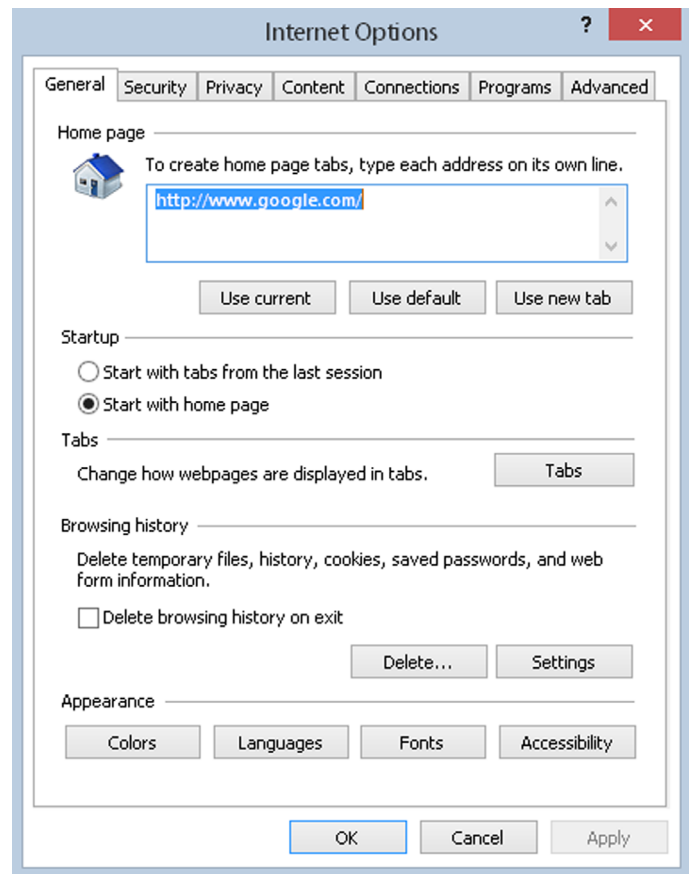 Internet Options ? ×
General Security Privacy Content Connections Programs Advanced
Home page
To create home page tabs, type each address on its own line.
http://www.google.com/
Use current Use default Use new tab
Startup
Start with tabs from the last session
Start with home page
Tabs
Change how webpages are displayed in tabs. Tabs
Browsing history
Delete temporary files, history, cookies, saved passwords, and web
form information.
Delete browsing history on exit
Delete... Settings
Appearance
Colors Languages Fonts Accessibility
OK Cancel Apply